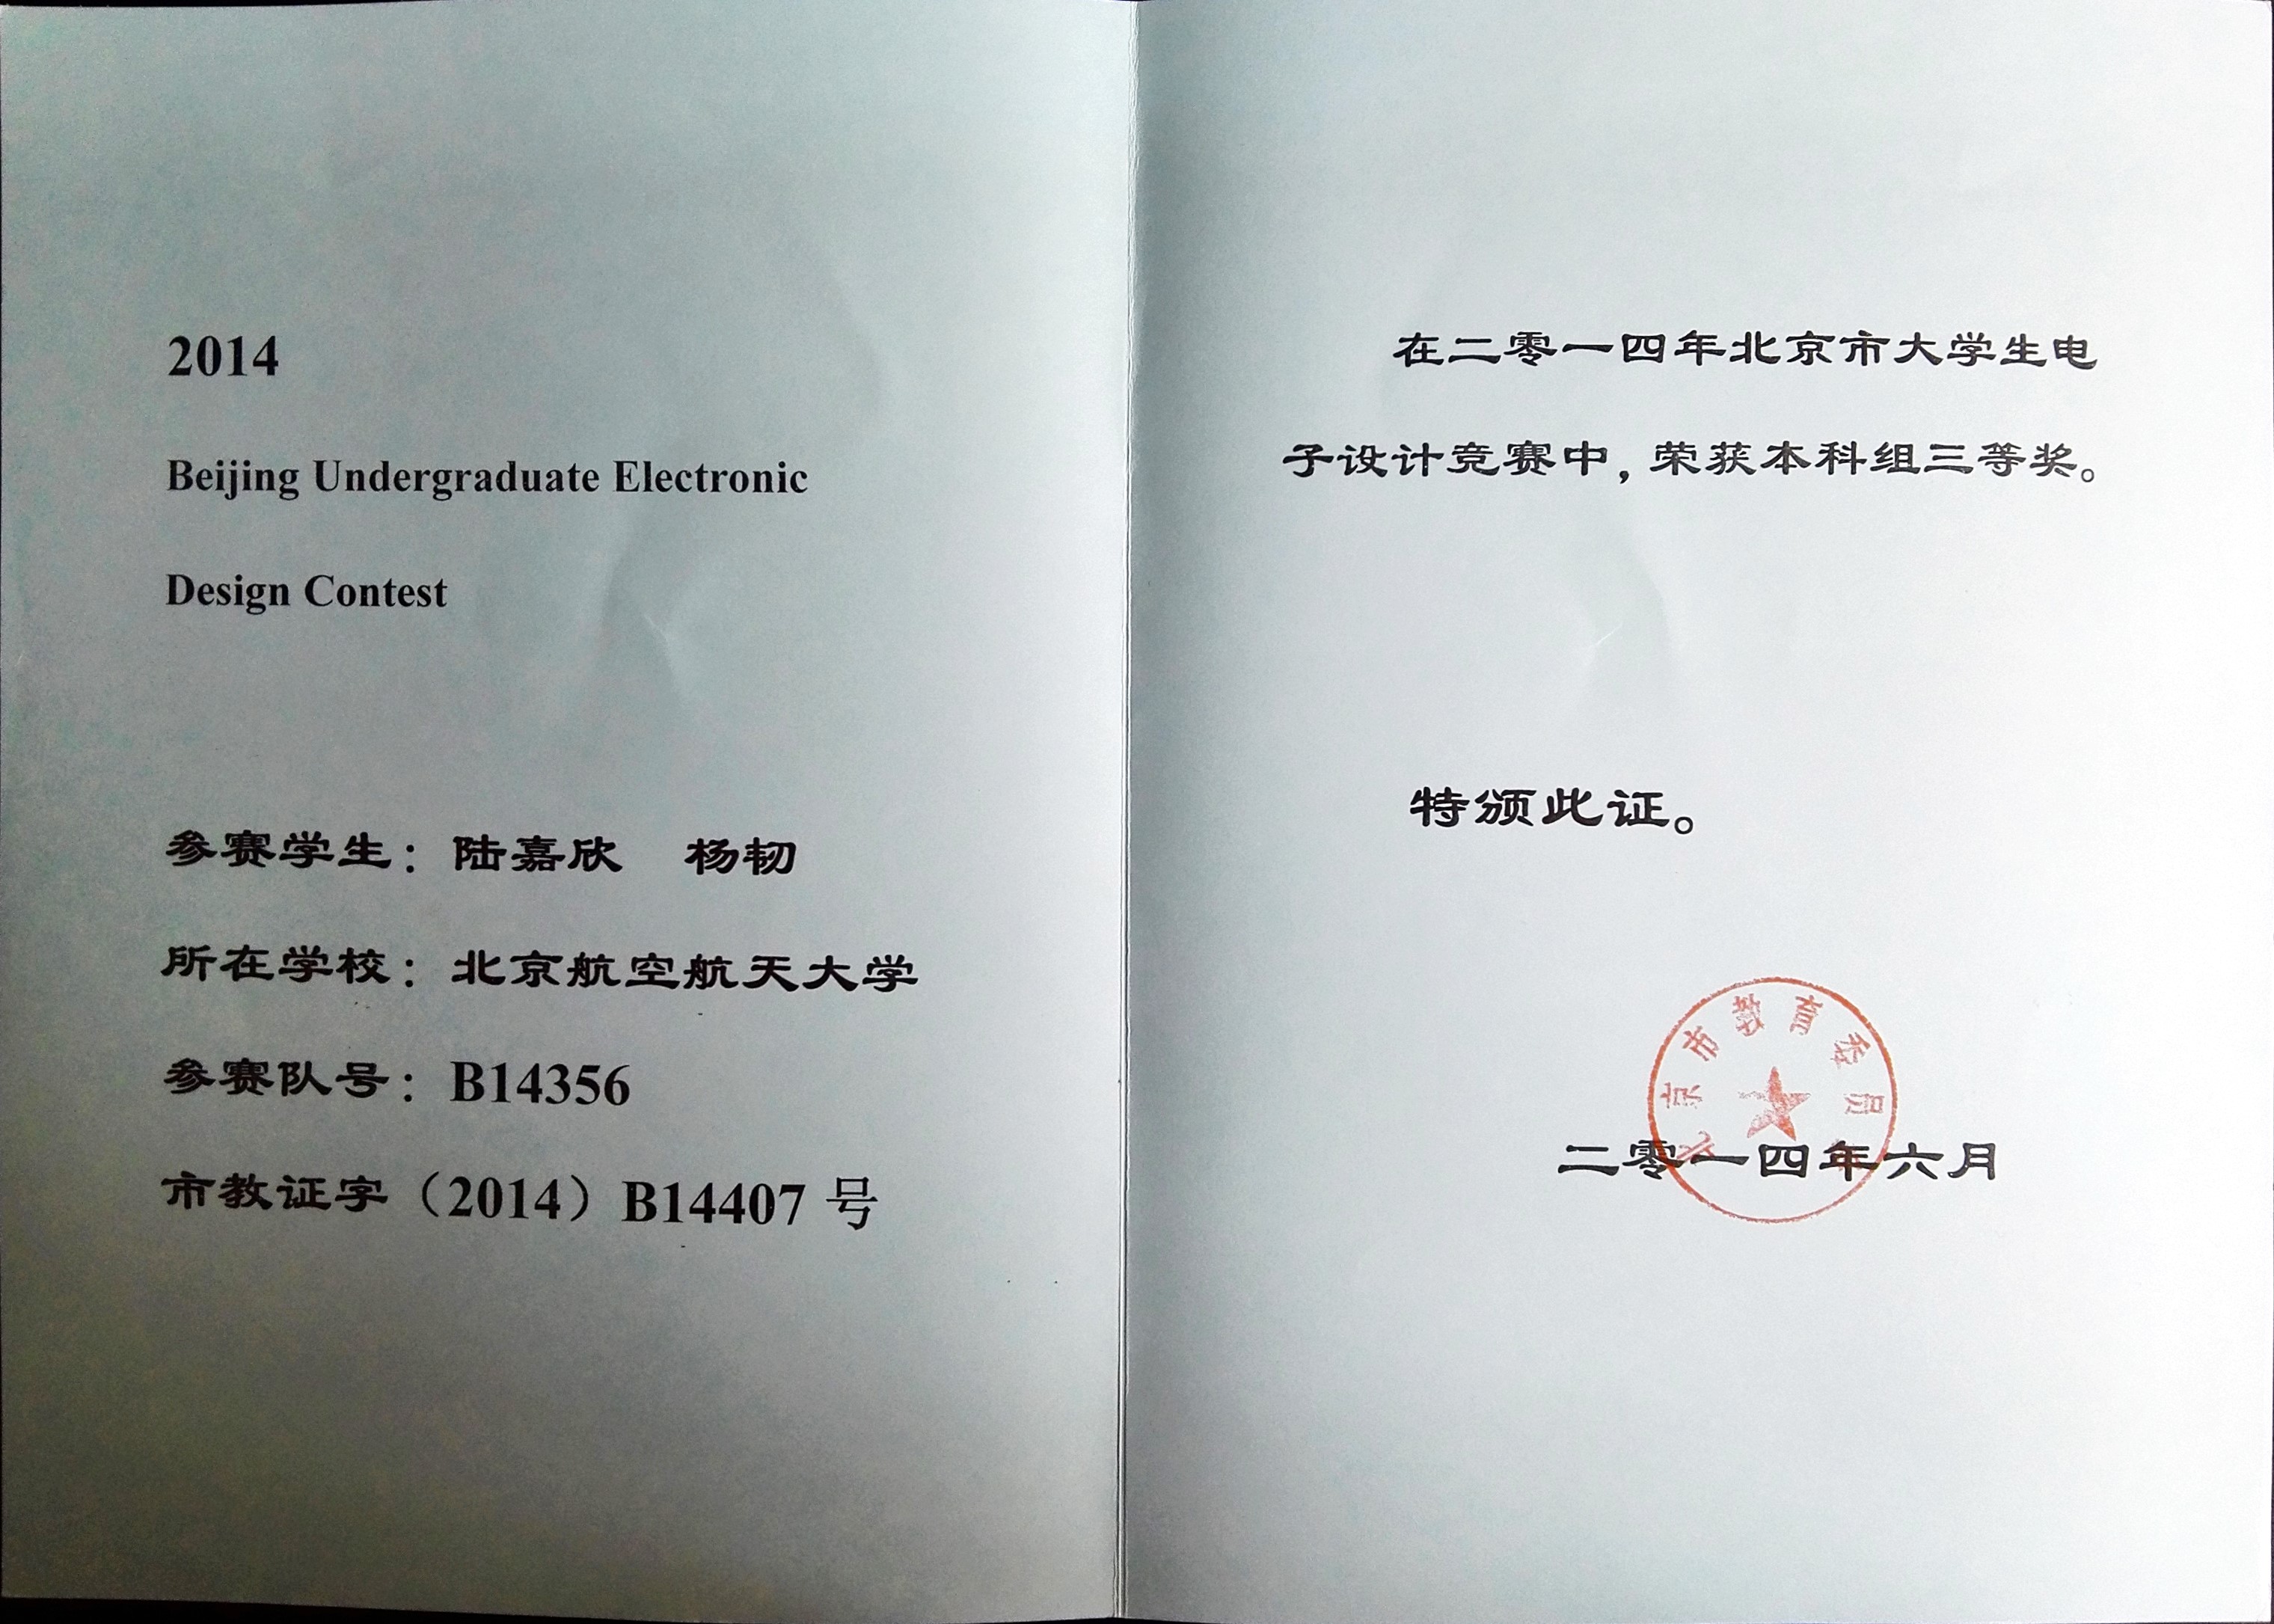 2014
Beijing Undergraduate Electronic
Design Contest
参赛学生：陆嘉欣 杨韧
所在学校：北京航空航天大学
参赛队号：B14356
市教证字（2014）B14407 号
在二零一四年北京市大学生电
子设计竞赛中，荣获本科组三等奖。
特颁此证。
北京市教育委员
二零一四年六月